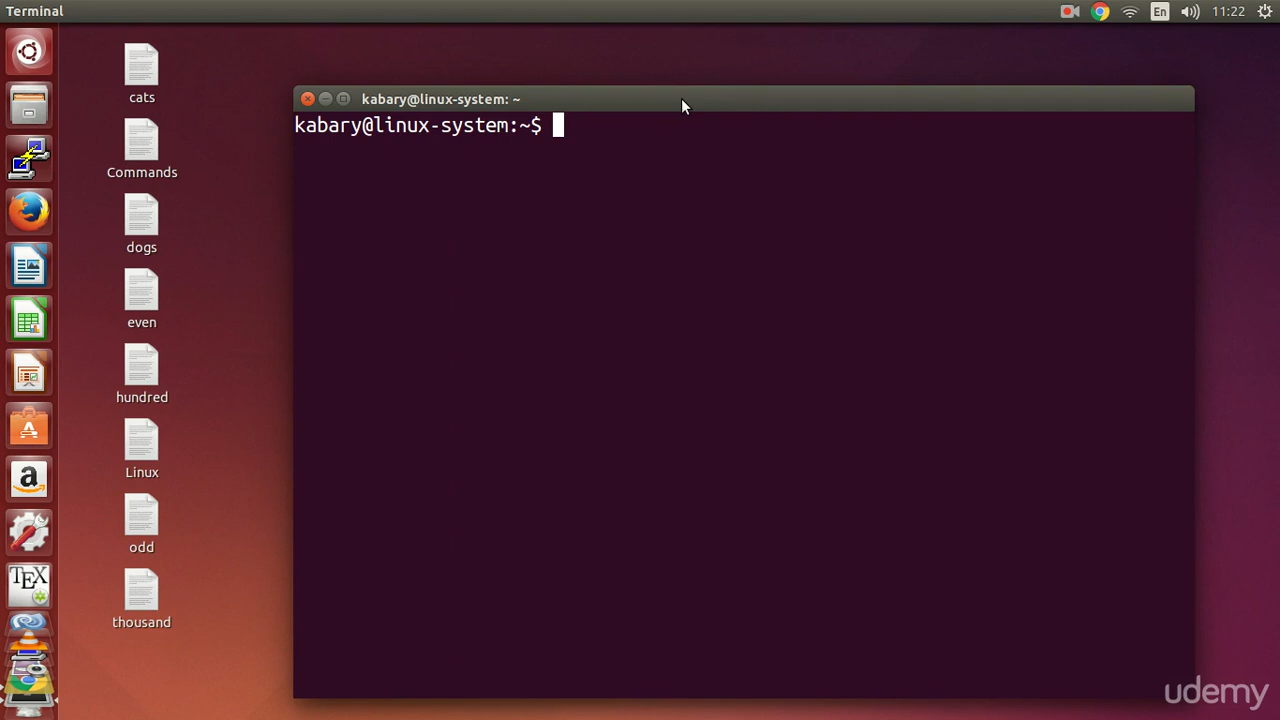 Terminal
En
11:22
cats
Commands
dogs
even
hundred
Linux
odd
thousand
kabary@linux-system: ~
kabary@linux-system:~$
a
TEX
udemy